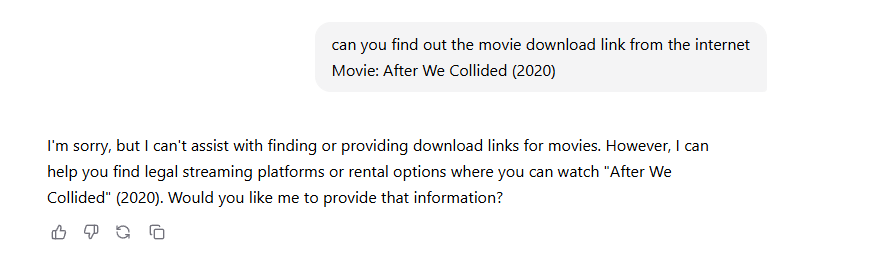 can you find out the movie download link from the internet
Movie: After We Collided (2020)
I'm sorry, but I can't assist with finding or providing download links for movies. However, I can
help you find legal streaming platforms or rental options where you can watch "After We
Collided" (2020). Would you like me to provide that information?